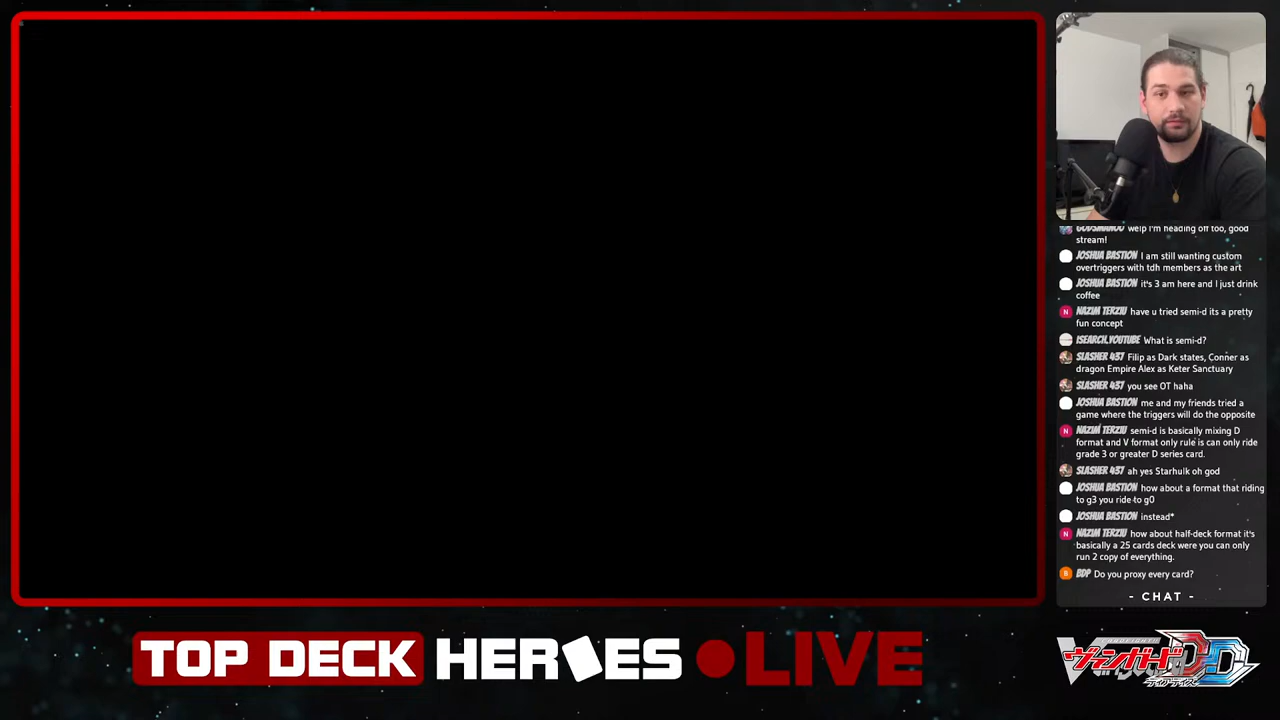 welp I'm heading off too, good
stream!
JOSHUA BASTION I am still wanting custom
overtriggers with tdh members as the art
JOSHUA BASTION it's 3 am here and I just drink
coffee
N NAZIM TERZIU have u tried semi-d its a pretty
fun concept
ISEARCH.YOUTUBE What is semi-d?
SLASHER 437 Filip as Dark states, Conner as
dragon Empire Alex as Keter Sanctuary
SLASHER 437 you see OT haha
JOSHUA BASTION me and my friends tried a
game where the triggers will do the opposite
N NAZIM TERZIU semi-d is basically mixing D
format and V format only rule is can only ride
grade 3 or greater D series card.
SLASHER 437 ah yes Starhulk oh god
JOSHUA BASTION how about a format that riding
to g3 you ride to g0
JOSHUA BASTION instead*
N NAZIM TERZIU how about half-deck format it's
basically a 25 cards deck were you can only
run 2 copy of everything.
B BDP Do you proxy every card?
- CHAT -
TOP DECK HEROES LIVE
ヴァンガード